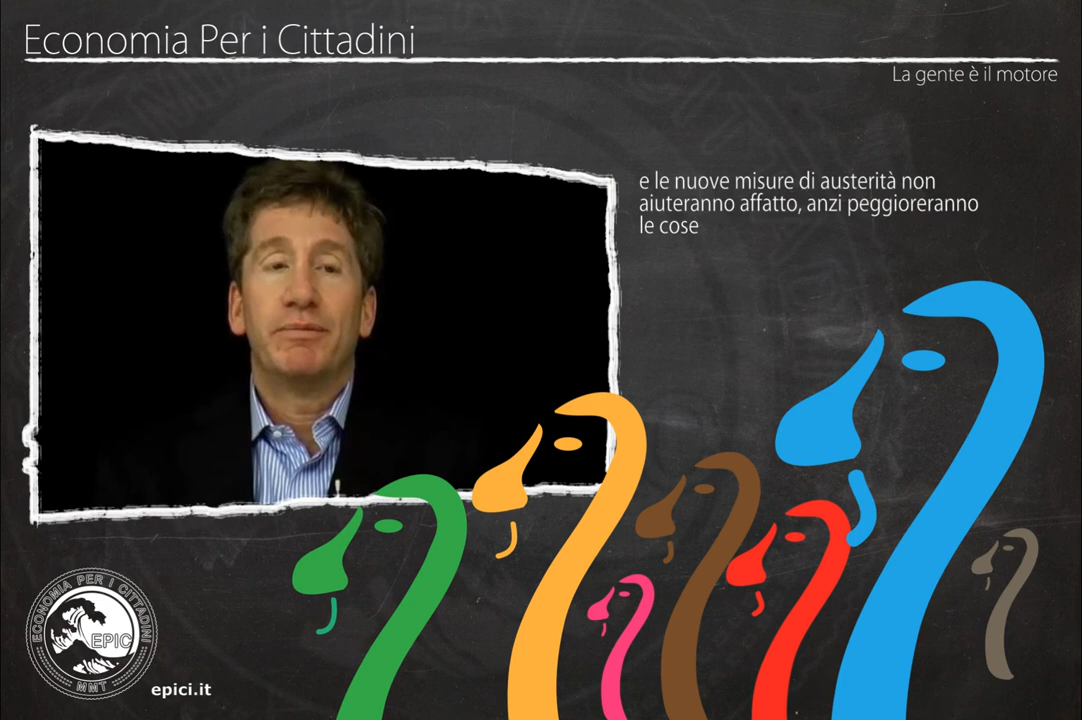 Economia Per i Cittadini
La gente è il motore
e le nuove misure di austerità non
aiuteranno affatto, anzi peggioreranno
le cose
ECONOMIA PER I CITTADINI
EPIC
MMT
epici.it